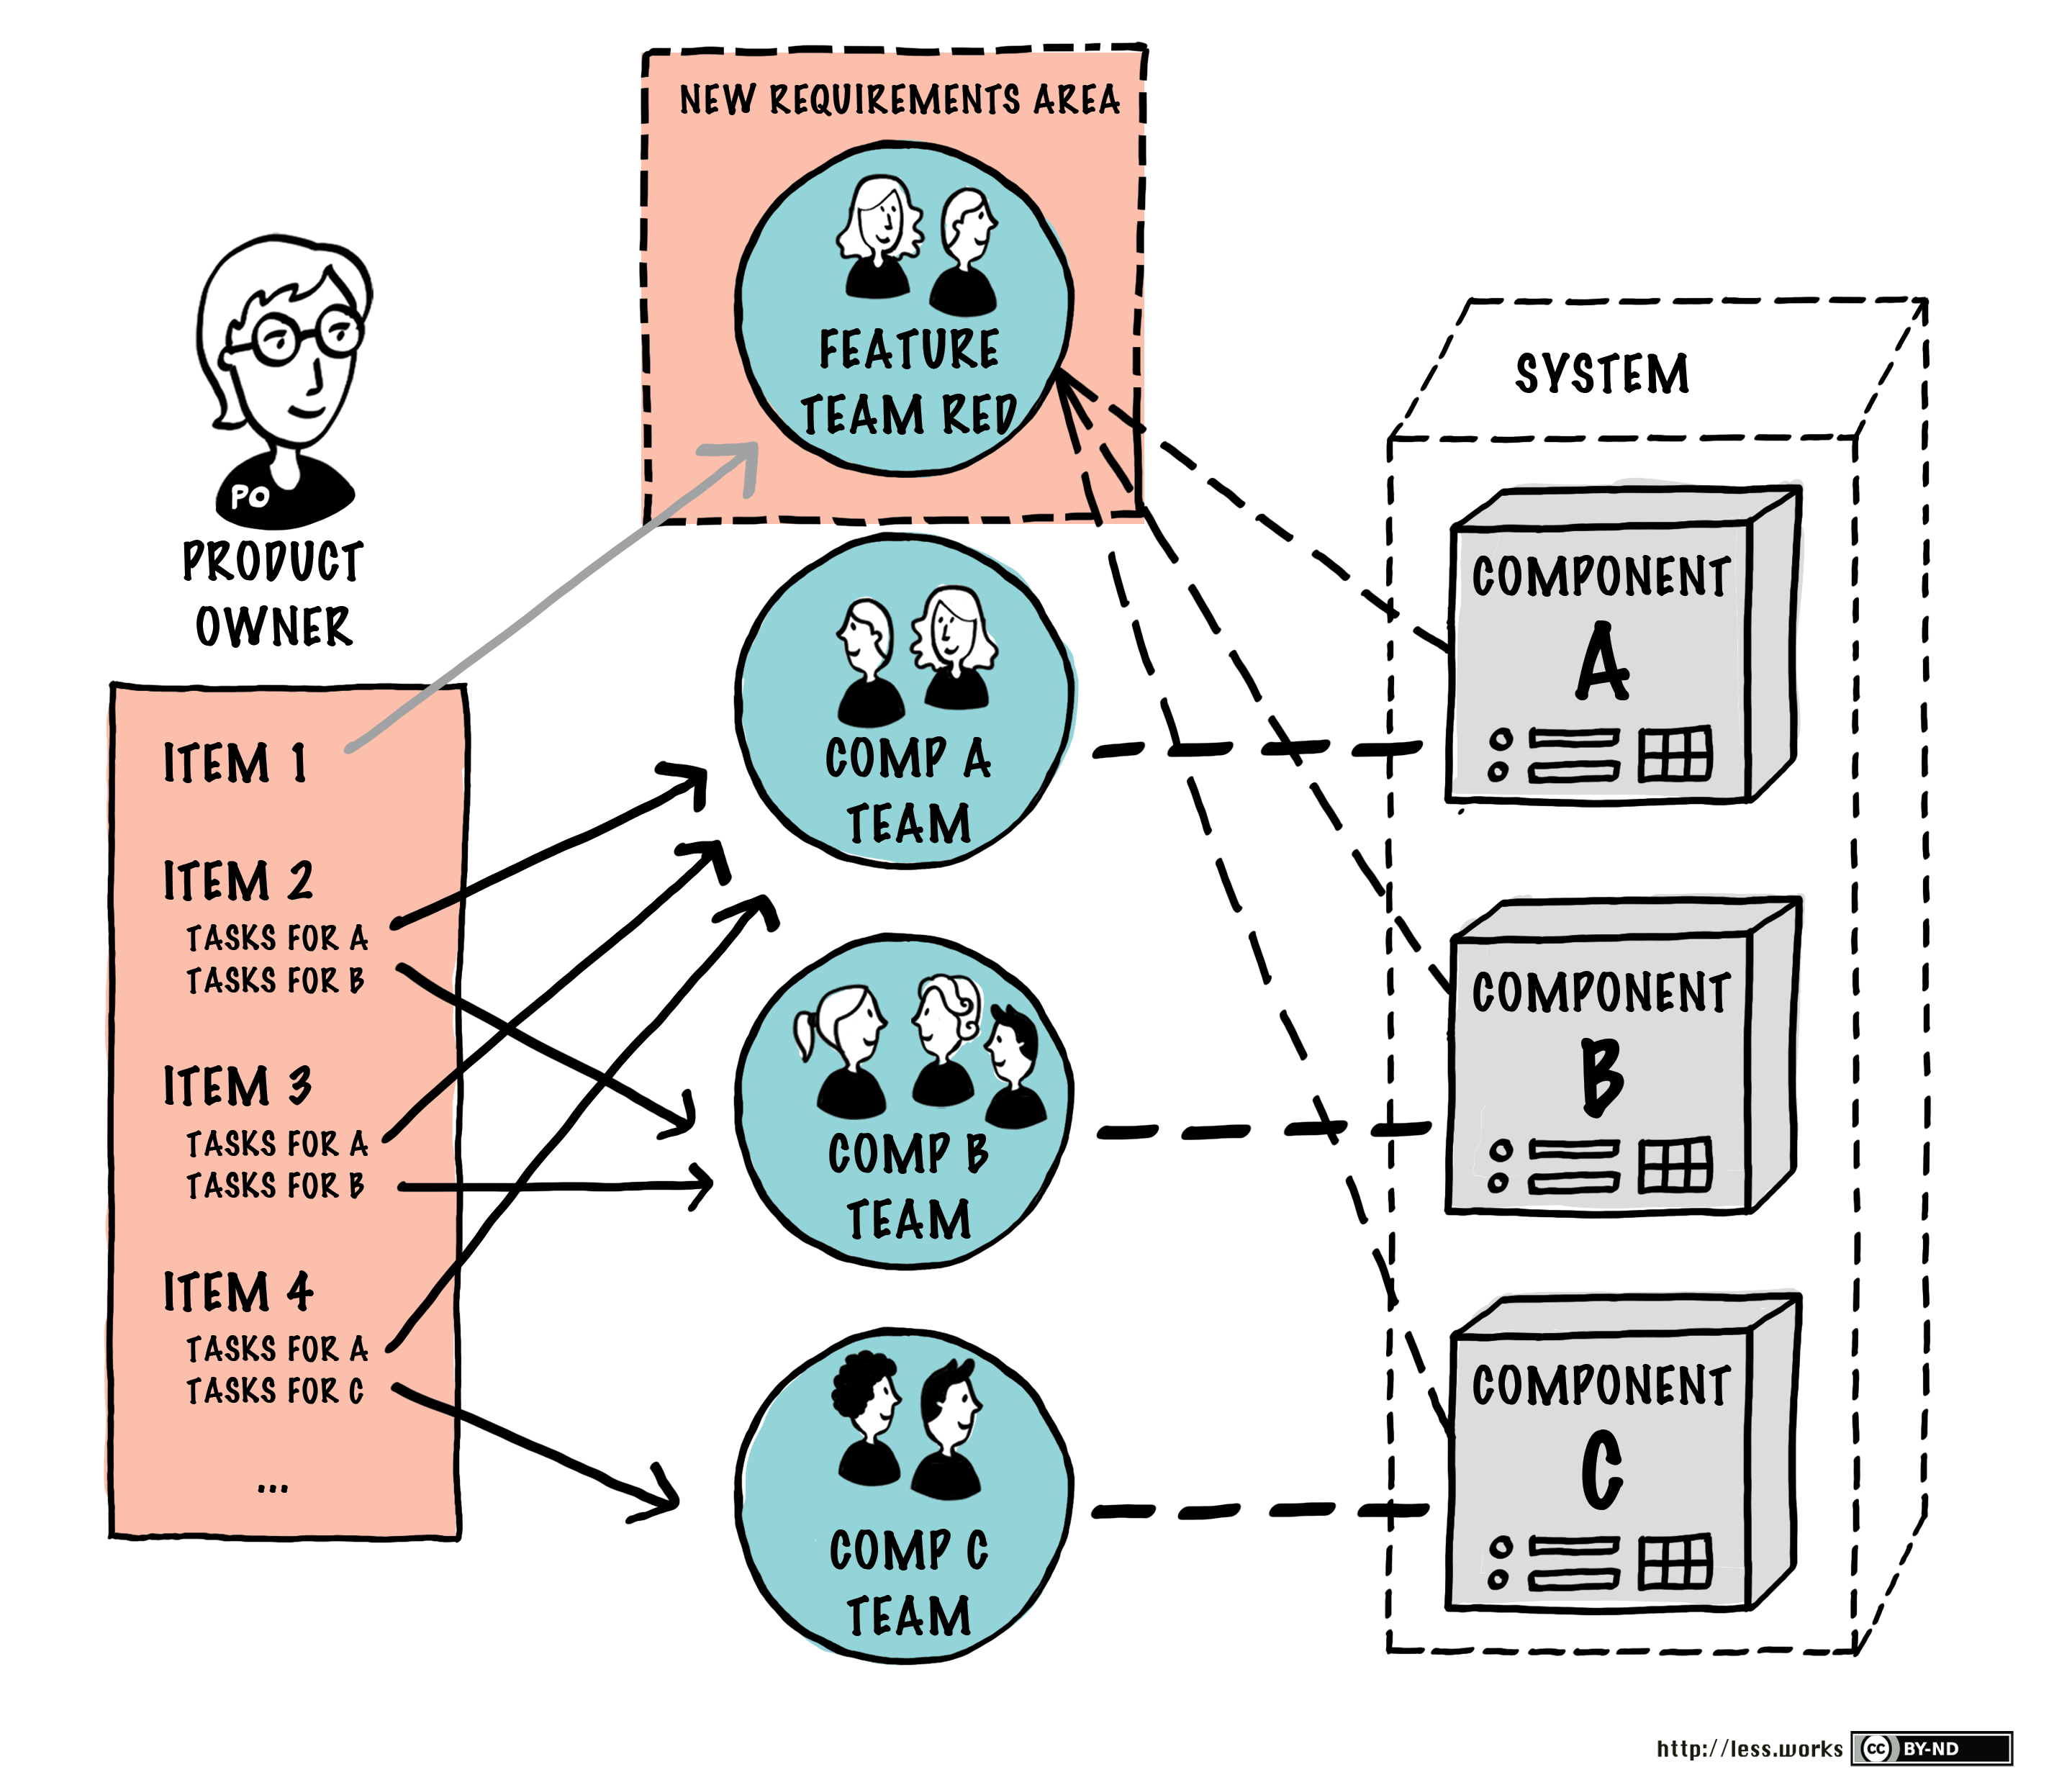 NEW REQUIREMENTS AREA
FEATURE
TEAM RED
PO
PRODUCT
OWNER
ITEM 1
ITEM 2
TASKS FOR A
TASKS FOR B
ITEM 3
TASKS FOR A
TASKS FOR B
ITEM 4
TASKS FOR A
TASKS FOR C
...
COMP A
TEAM
COMP B
TEAM
COMP C
TEAM
SYSTEM
COMPONENT
A
COMPONENT
B
COMPONENT
C
http://less.works
cc BY-ND